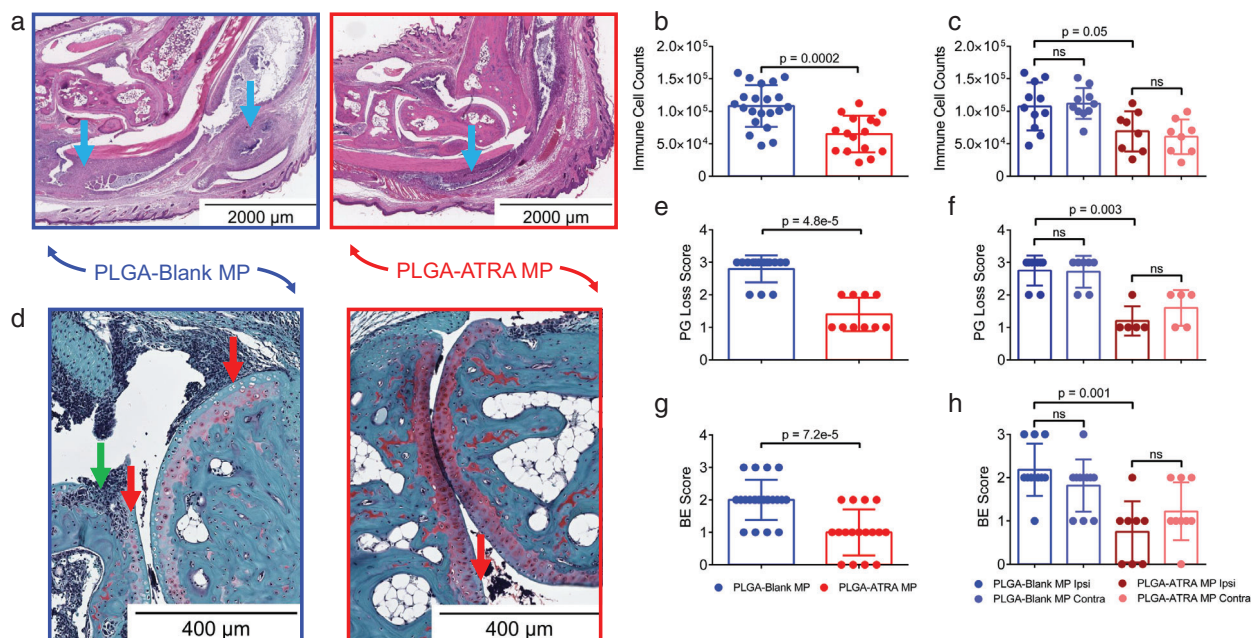 a
2000 µm
2000 µm
PLGA-Blank MP
PLGA-ATRA MP
d
400 µm
400 µm
b
Immune Cell Counts
2.0×10⁵
1.5×10⁵
1.0×10⁵
5.0×10⁴
0
p = 0.0002
c
Immune Cell Counts
2.0×10⁵
1.5×10⁵
1.0×10⁵
5.0×10⁴
0
p = 0.05
ns
ns
e
PG Loss Score
4
3
2
1
0
p = 4.8e-5
f
PG Loss Score
4
3
2
1
0
p = 0.003
ns
ns
g
BE Score
4
3
2
1
0
p = 7.2e-5
PLGA-Blank MP
PLGA-ATRA MP
h
BE Score
3
2
1
0
p = 0.001
ns
ns
PLGA-Blank MP Ipsi
PLGA-Blank MP Contra
PLGA-ATRA MP Ipsi
PLGA-ATRA MP Contra